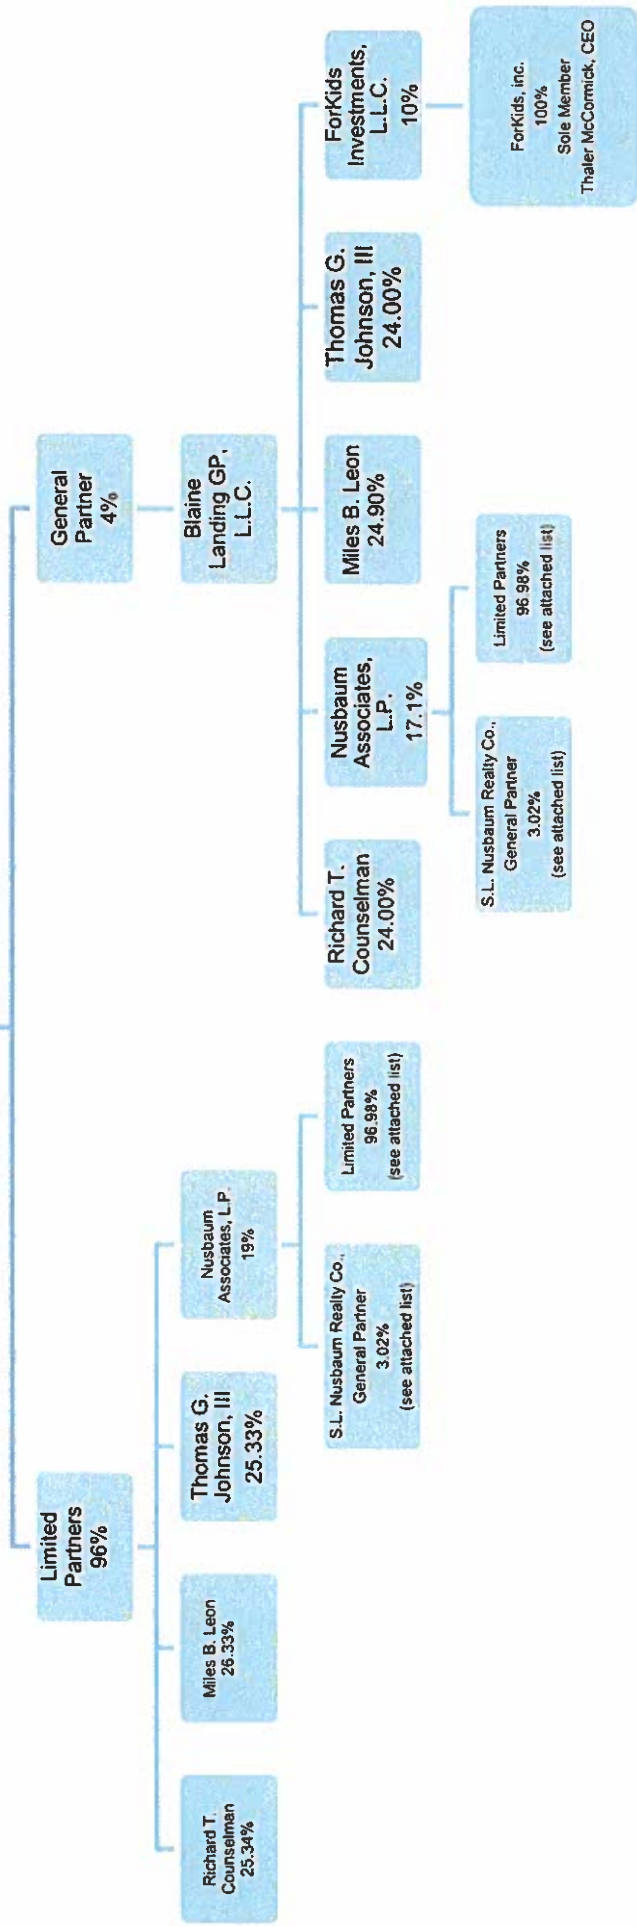 Limited
Partners
96%
General
Partner
4%
Richard T.
Counselman
25.34%
Miles B. Leon
26.33%
Thomas G.
Johnson, III
25.33%
Nusbaum
Associates, L.P.
19%
S.L. Nusbaum Realty Co.,
General Partner
3.02%
(see attached list)
Limited Partners
96.98%
(see attached list)
Blaine
Landing GP,
L.L.C.
Richard T.
Counselman
24.00%
Nusbaum
Associates,
L.P.
17.1%
Miles B. Leon
24.90%
Thomas G.
Johnson, III
24.00%
ForKids
Investments,
L.L.C.
10%
S.L. Nusbaum Realty Co.,
General Partner
3.02%
(see attached list)
Limited Partners
96.98%
(see attached list)
ForKids, inc.
100%
Sole Member
Thaler McCormick, CEO